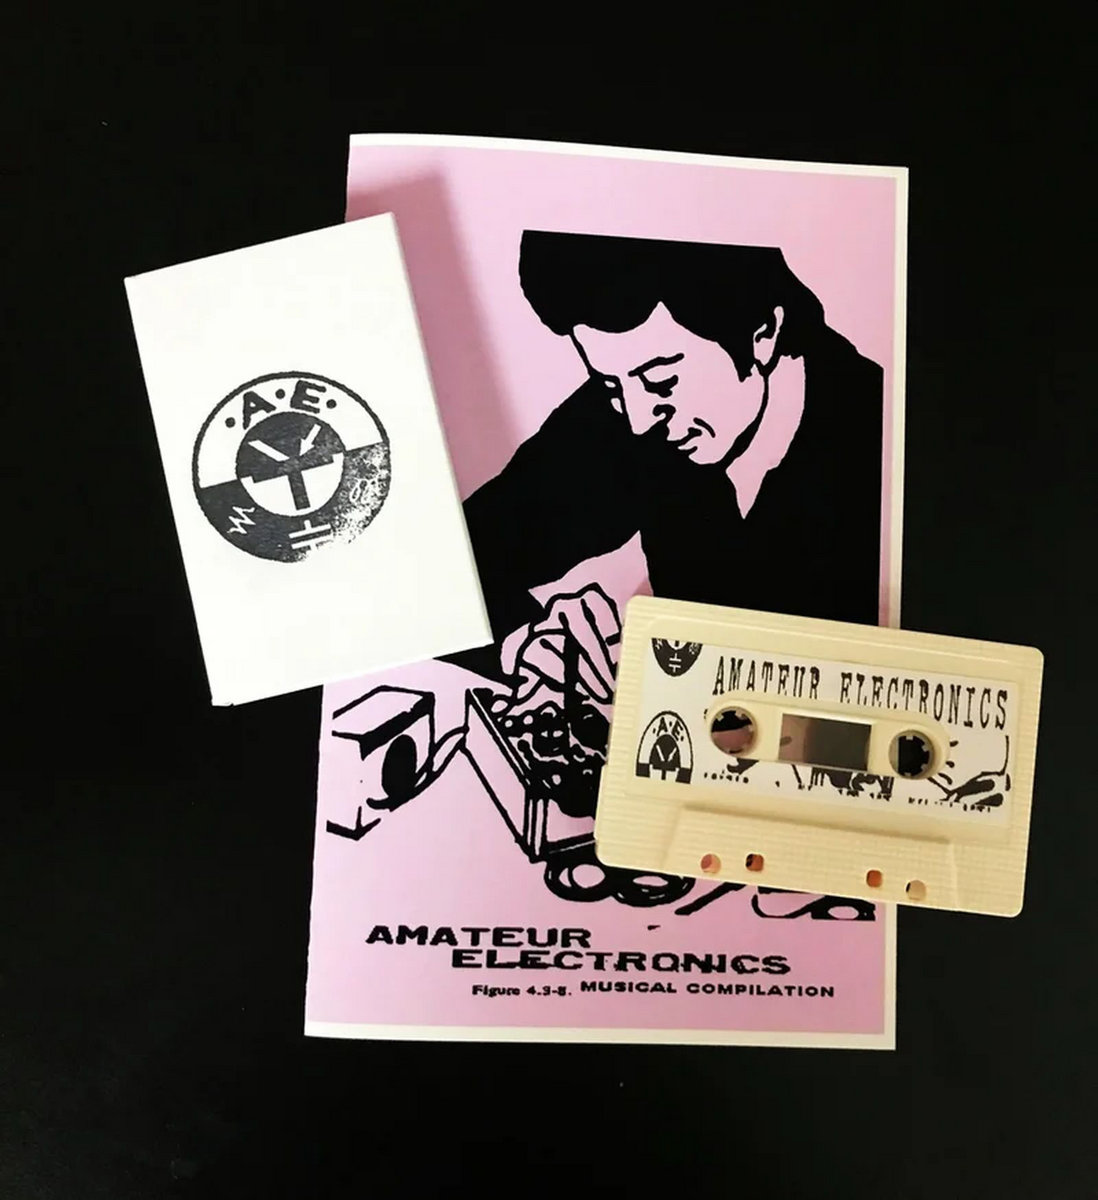 ·A·E·
AMATEUR ELECTRONICS
·A·E·
AMATEUR
ELECTRONICS
Figure 4.3-8. MUSICAL COMPILATION